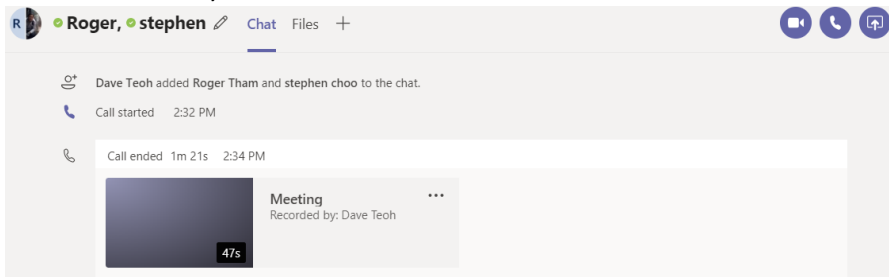 R Roger, stephen Chat Files
Dave Teoh added Roger Tham and stephen choo to the chat.
Call started 2:32 PM
Call ended 1m 21s 2:34 PM
Meeting ...
Recorded by: Dave Teoh
47s